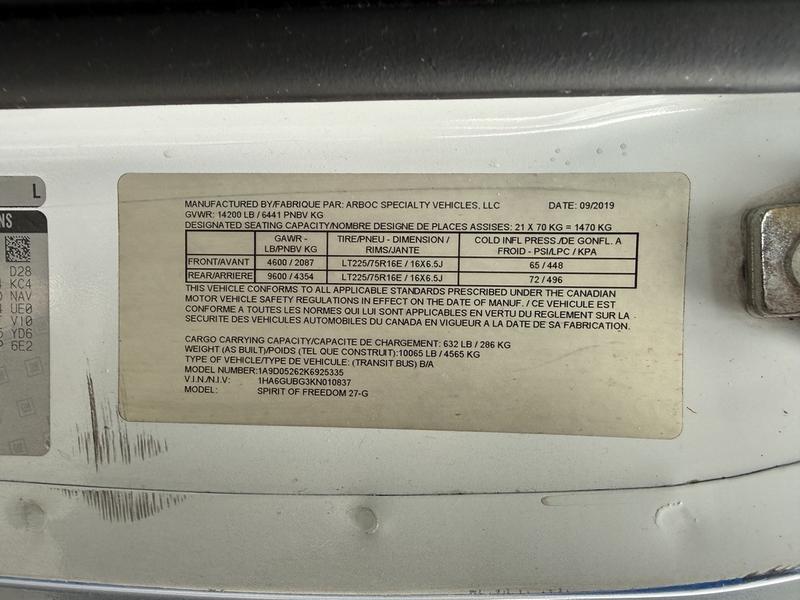 L
NS
D28
KC4
NAV
UE0
V10
YD6
6E2
MANUFACTURED BY/FABRIQUE PAR: ARBOC SPECIALTY VEHICLES, LLC DATE: 09/2019
GVWR: 14200 LB / 6441 PNBV KG
DESIGNATED SEATING CAPACITY/NOMBRE DESIGNE DE PLACES ASSISES: 21 X 70 KG = 1470 KG
GAWR - LB/PNBV KG TIRE/PNEU - DIMENSION / RIMS/JANTE COLD INFL PRESS./DE GONFL. A FROID - PSI/LPC / KPA
FRONT/AVANT 4600 / 2087 LT225/75R16E / 16X6.5J 65 / 448
REAR/ARRIERE 9600 / 4354 LT225/75R16E / 16X6.5J 72 / 496
THIS VEHICLE CONFORMS TO ALL APPLICABLE STANDARDS PRESCRIBED UNDER THE CANADIAN
MOTOR VEHICLE SAFETY REGULATIONS IN EFFECT ON THE DATE OF MANUF. / CE VEHICULE EST
CONFORME A TOUTES LES NORMES QUI LUI SONT APPLICABLES EN VERTU DU REGLEMENT SUR LA
SECURITE DES VEHICULES AUTOMOBILES DU CANADA EN VIGUEUR A LA DATE DE SA FABRICATION.
CARGO CARRYING CAPACITY/CAPACITE DE CHARGEMENT: 632 LB / 286 KG
WEIGHT (AS BUILT)/POIDS (TEL QUE CONSTRUIT):10065 LB / 4565 KG
TYPE OF VEHICLE/TYPE DE VEHICULE: (TRANSIT BUS) B/A
MODEL NUMBER:1A9D05262K6925335
V.I.N./N.I.V: 1HA6GUBG3KN010837
MODEL: SPIRIT OF FREEDOM 27-G